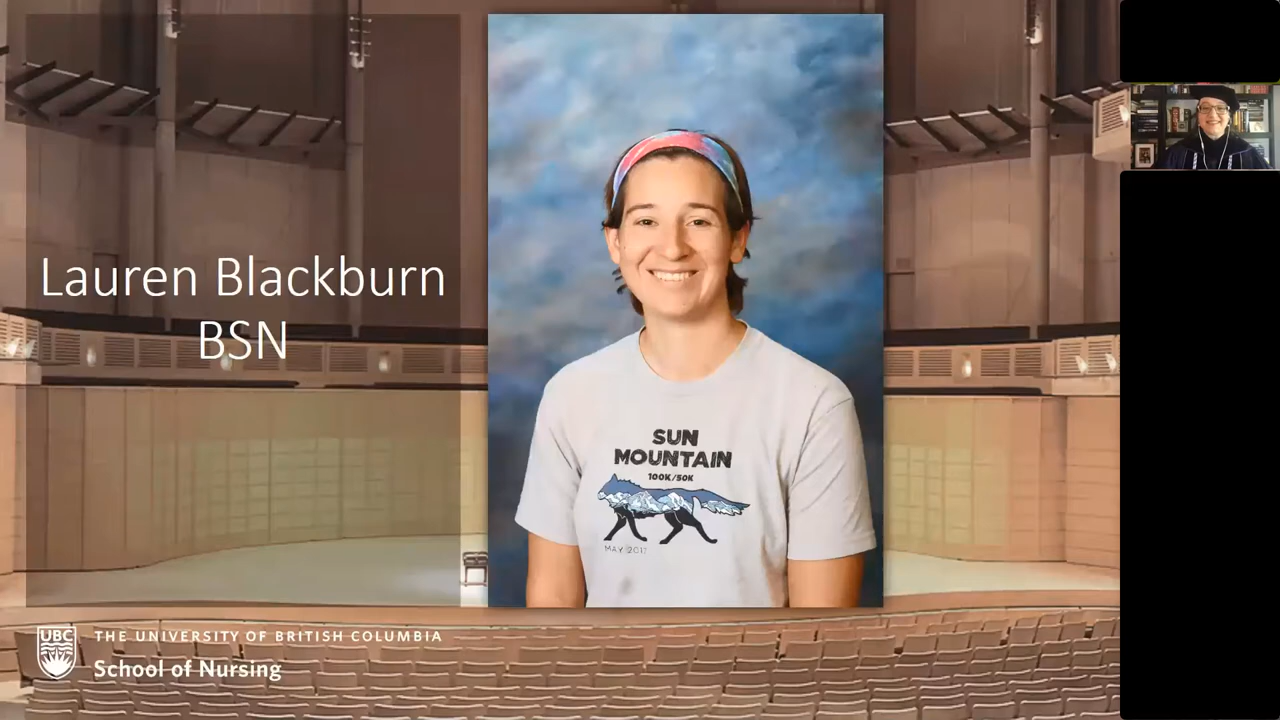 Lauren Blackburn
BSN
SUN
MOUNTAIN
100K/50K
MAY 2017
UBC
THE UNIVERSITY OF BRITISH COLUMBIA
School of Nursing